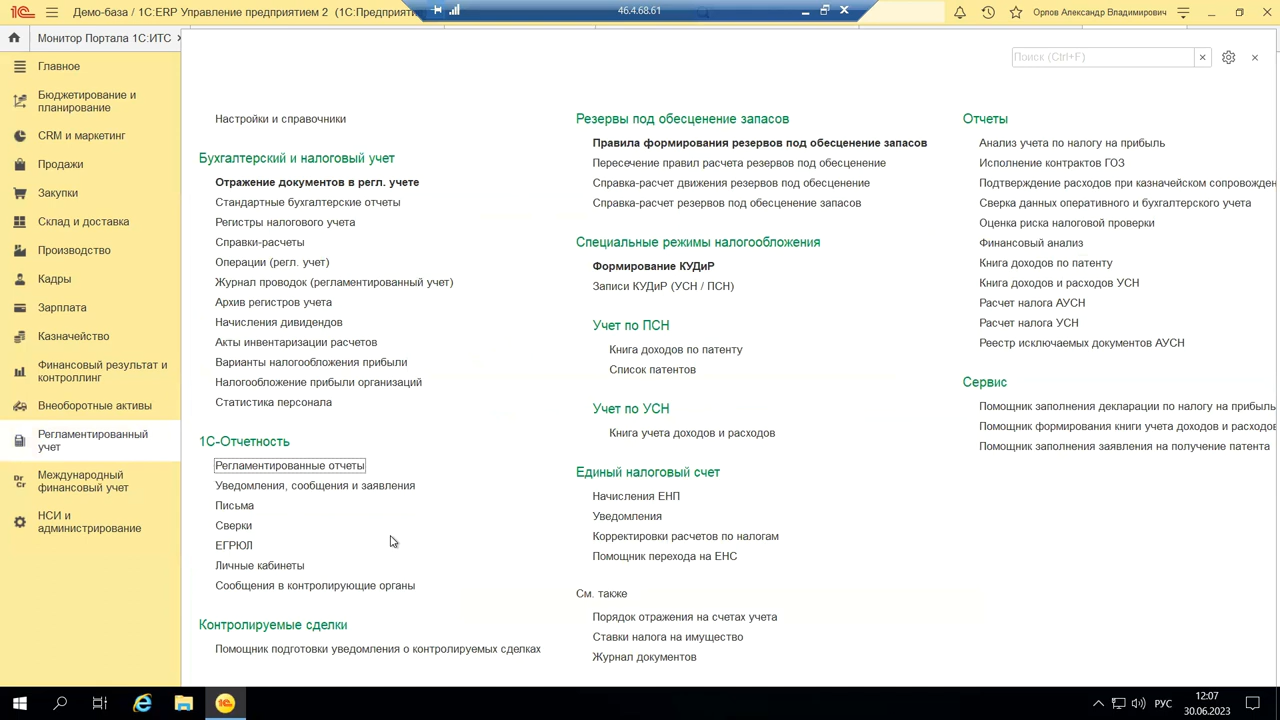 1С
Демо-база / 1С:ERP Управление предприятием 2 (1С:Предприяти
46.4.68.61
Орлов Александр Владимирович
Монитор Портала 1С:ИТС
Главное
Бюджетирование и
планирование
CRM и маркетинг
Продажи
Закупки
Склад и доставка
Производство
Кадры
Зарплата
Казначейство
Финансовый результат и
контроллинг
Внеоборотные активы
Регламентированный
учет
Международный
финансовый учет
НСИ и
администрирование
Поиск (Ctrl+F)
Настройки и справочники
Бухгалтерский и налоговый учет
Отражение документов в регл. учете
Стандартные бухгалтерские отчеты
Регистры налогового учета
Справки-расчеты
Операции (регл. учет)
Журнал проводок (регламентированный учет)
Архив регистров учета
Начисления дивидендов
Акты инвентаризации расчетов
Варианты налогообложения прибыли
Налогообложение прибыли организаций
Статистика персонала
1С-Отчетность
Регламентированные отчеты
Уведомления, сообщения и заявления
Письма
Сверки
ЕГРЮЛ
Личные кабинеты
Сообщения в контролирующие органы
Контролируемые сделки
Помощник подготовки уведомления о контролируемых сделках
Резервы под обесценение запасов
Правила формирования резервов под обесценение запасов
Пересечение правил расчета резервов под обесценение
Справка-расчет движения резервов под обесценение
Справка-расчет резервов под обесценение запасов
Специальные режимы налогообложения
Формирование КУДиР
Записи КУДиР (УСН / ПСН)
Учет по ПСН
Книга доходов по патенту
Список патентов
Учет по УСН
Книга учета доходов и расходов
Единый налоговый счет
Начисления ЕНП
Уведомления
Корректировки расчетов по налогам
Помощник перехода на ЕНС
См. также
Порядок отражения на счетах учета
Ставки налога на имущество
Журнал документов
Отчеты
Анализ учета по налогу на прибыль
Исполнение контрактов ГОЗ
Подтверждение расходов при казначейском сопровожден
Сверка данных оперативного и бухгалтерского учета
Оценка риска налоговой проверки
Финансовый анализ
Книга доходов по патенту
Книга доходов и расходов УСН
Расчет налога АУСН
Расчет налога УСН
Реестр исключаемых документов АУСН
Сервис
Помощник заполнения декларации по налогу на прибыль
Помощник формирования книги учета доходов и расходов
Помощник заполнения заявления на получение патента
РУС
12:07
30.06.2023